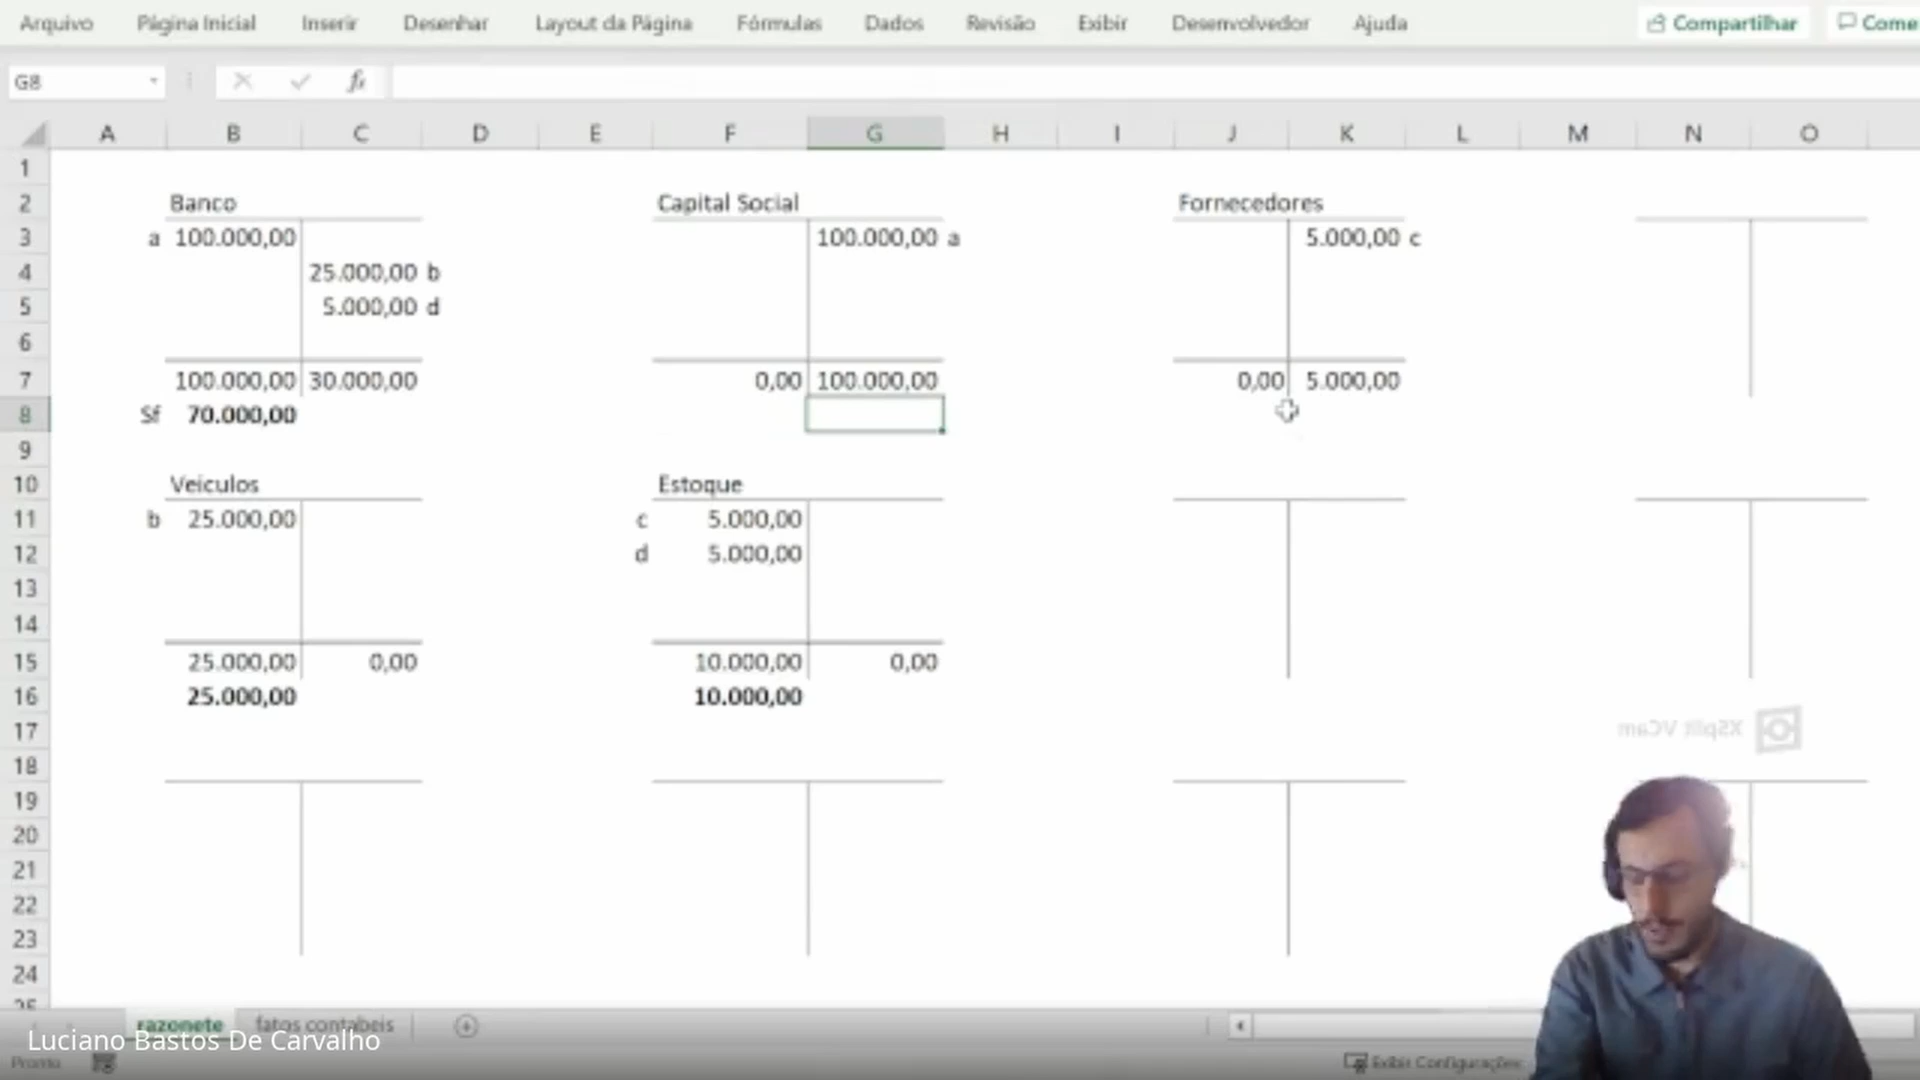 Arquivo Página Inicial Inserir Desenhar Layout da Página Fórmulas Dados Revisão Exibir Desenvolvedor Ajuda Compartilhar Come
G8 fx
A B C D E F G H I J K L M N O
1
2 Banco Capital Social Fornecedores
3 a 100.000,00 100.000,00 a 5.000,00 c
4 25.000,00 b
5 5.000,00 d
6
7 100.000,00 30.000,00 0,00 100.000,00 0,00 5.000,00
8 Sf 70.000,00
9
10 Veiculos Estoque
11 b 25.000,00 c 5.000,00
12 d 5.000,00
13
14
15 25.000,00 0,00 10.000,00 0,00
16 25.000,00 10.000,00
17 XSplit VCam
18
19
20
21
22
23
24
25
razonete fatos contabeis
Luciano Bastos De Carvalho
Pronto Exibir Configurações